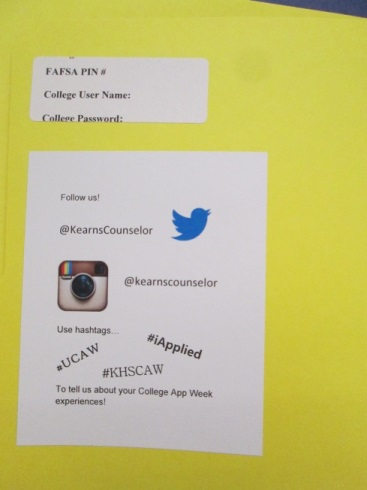 FAFSA PIN #
College User Name:
College Password:
Follow us!
@KearnsCounselor
@kearnscounselor
Use hashtags...
#UCAW
#iApplied
#KHSCAW
To tell us about your College App Week
experiences!